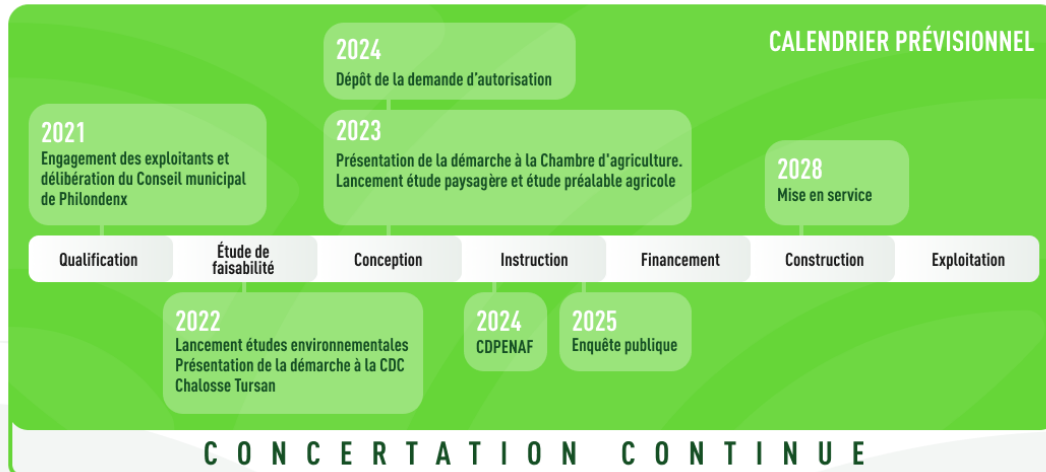 CALENDRIER PRÉVISIONNEL
2024
Dépôt de la demande d'autorisation
2021
Engagement des exploitants et
délibération du Conseil municipal
de Philondenx
2023
Présentation de la démarche à la Chambre d'agriculture.
Lancement étude paysagère et étude préalable agricole
2028
Mise en service
Qualification
Étude de
faisabilité
Conception
Instruction
Financement
Construction
Exploitation
2022
Lancement études environnementales
Présentation de la démarche à la CDC
Chalosse Tursan
2024
CDPENAF
2025
Enquête publique
CONCERTATION CONTINUE